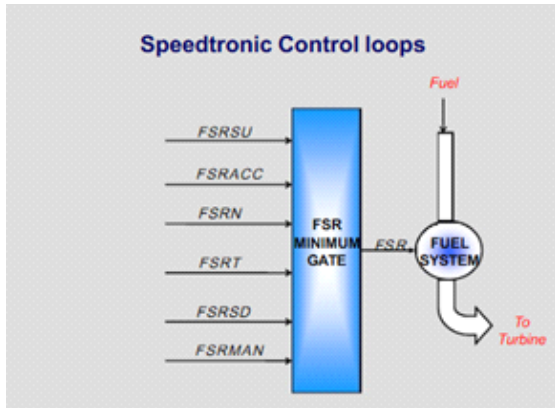 Speedtronic Control loops
Fuel
FSRSU
FSRACC
FSRN
FSRT
FSRSD
FSRMAN
FSR
MINIMUM
GATE
FSR
FUEL
SYSTEM
To
Turbine